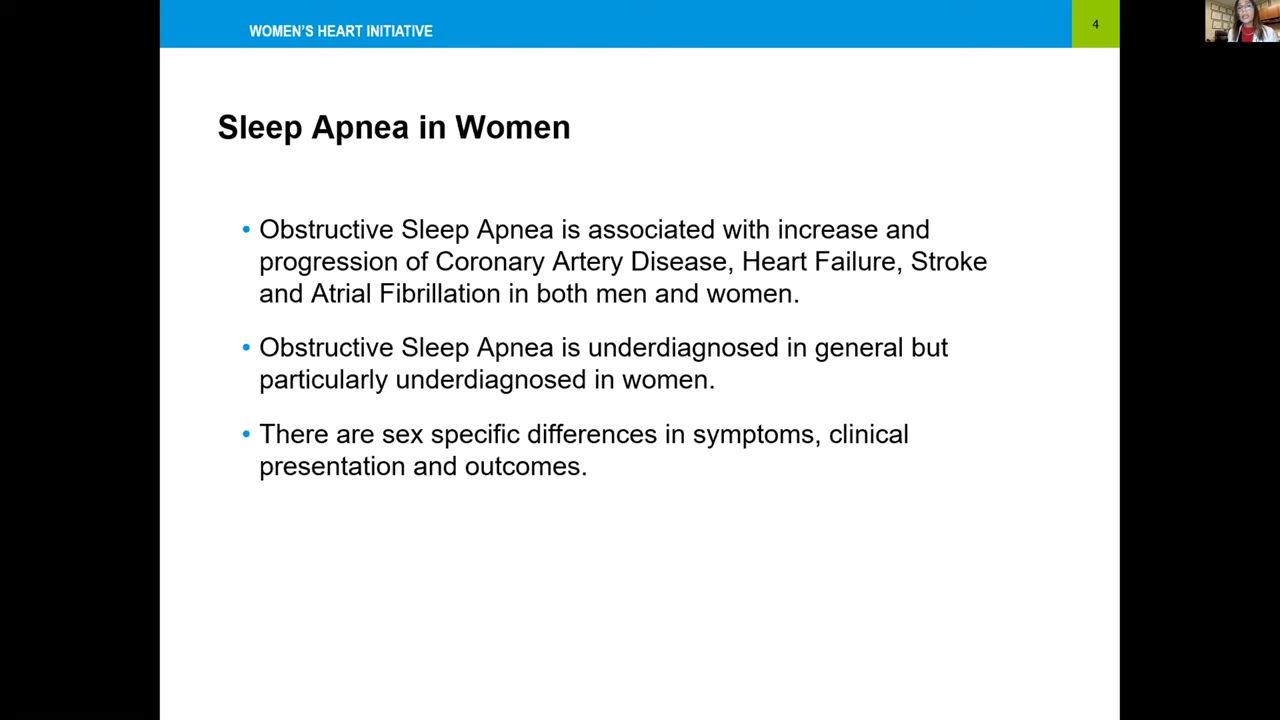 WOMEN'S HEART INITIATIVE
4
Sleep Apnea in Women
• Obstructive Sleep Apnea is associated with increase and
progression of Coronary Artery Disease, Heart Failure, Stroke
and Atrial Fibrillation in both men and women.
• Obstructive Sleep Apnea is underdiagnosed in general but
particularly underdiagnosed in women.
• There are sex specific differences in symptoms, clinical
presentation and outcomes.